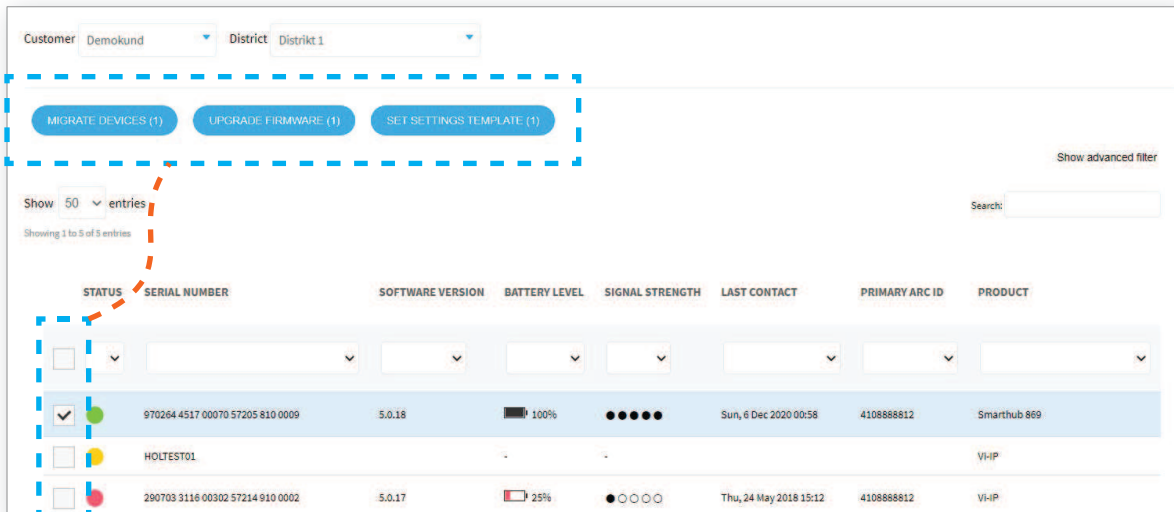 Customer Demokund District Distrikt 1
MIGRATE DEVICES (1) UPGRADE FIRMWARE (1) SET SETTINGS TEMPLATE (1)
Show advanced filter
Show 50 entries Search:
Showing 1 to 5 of 5 entries
STATUS SERIAL NUMBER SOFTWARE VERSION BATTERY LEVEL SIGNAL STRENGTH LAST CONTACT PRIMARY ARC ID PRODUCT
970264 4517 00070 57205 810 0009 5.0.18 100% Sun, 6 Dec 2020 00:58 4108888812 Smarthub 869
HOLTEST01 - - VI-IP
290703 3116 00302 57214 910 0002 5.0.17 25% Thu, 24 May 2018 15:12 4108888812 VI-IP